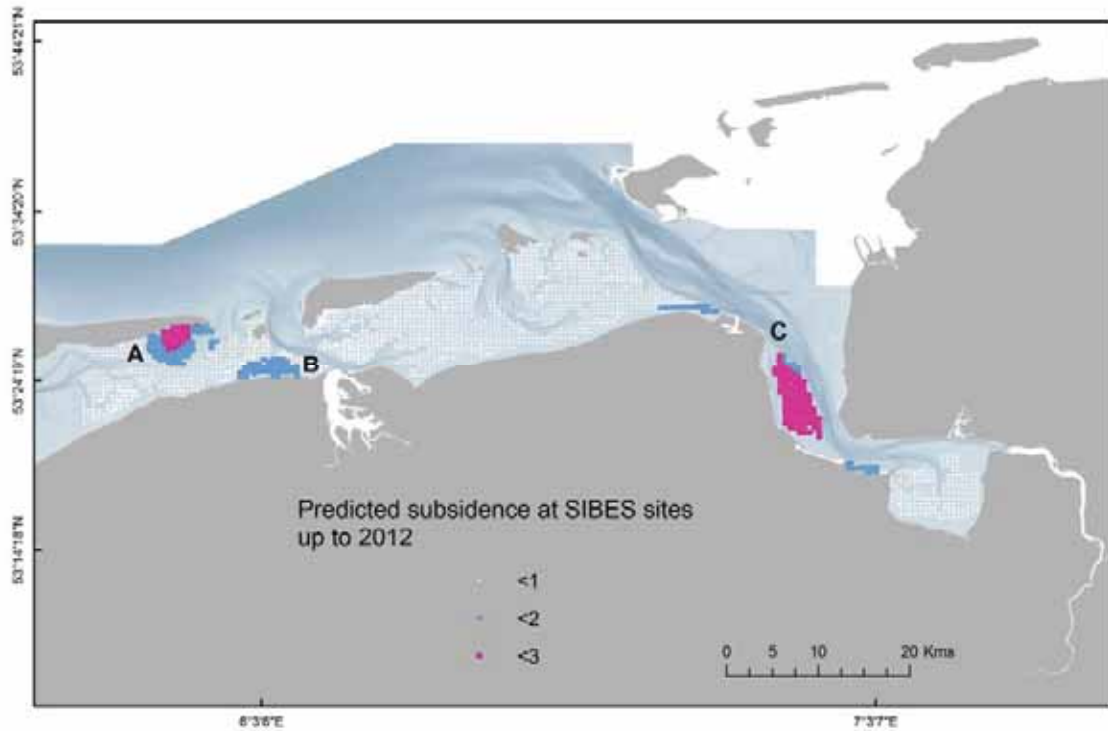 53°44'21"N
53°34'20"N
53°24'19"N
53°14'18"N
A
B
C
Predicted subsidence at SIBES sites
up to 2012
<1
<2
<3
0 5 10 20 Kms
6°3'6"E
7°3'7"E